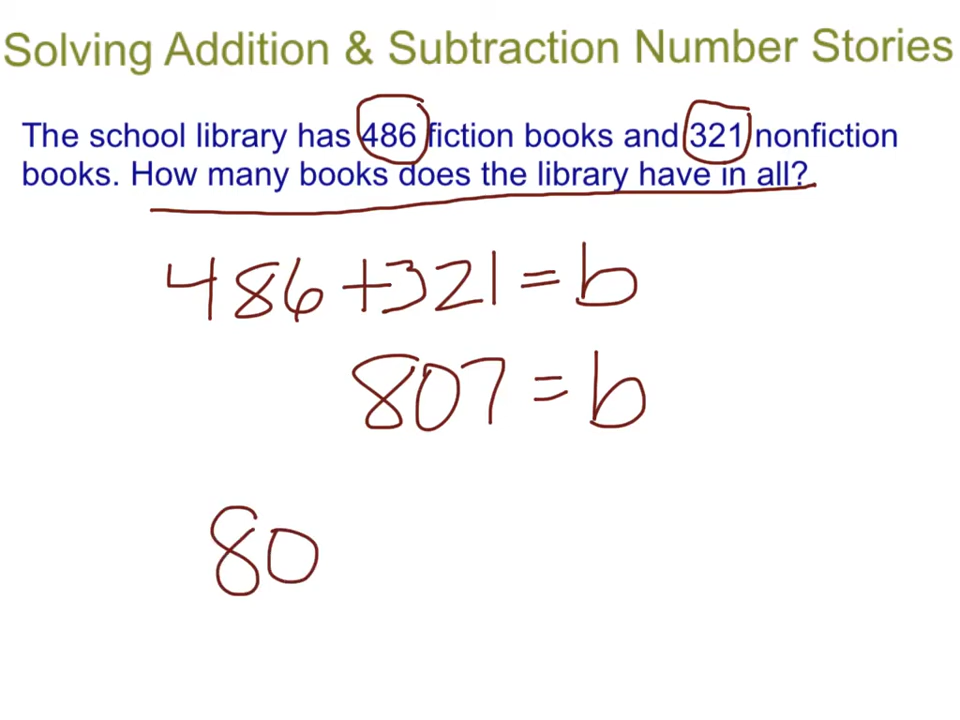 Solving Addition & Subtraction Number Stories
The school library has 486 fiction books and 321 nonfiction
books. How many books does the library have in all?
486+321=b
807=b
80